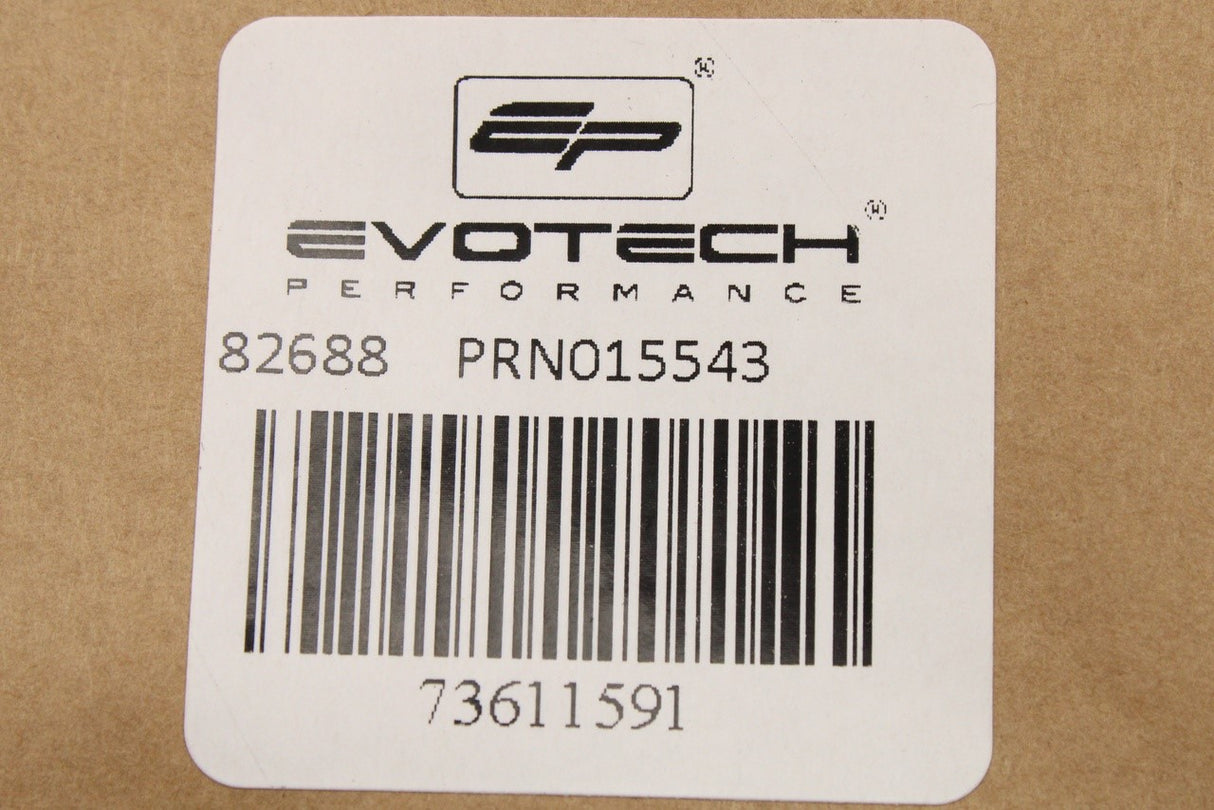 EP®
EVOTECH®
PERFORMANCE
82688 PRN015543
73611591